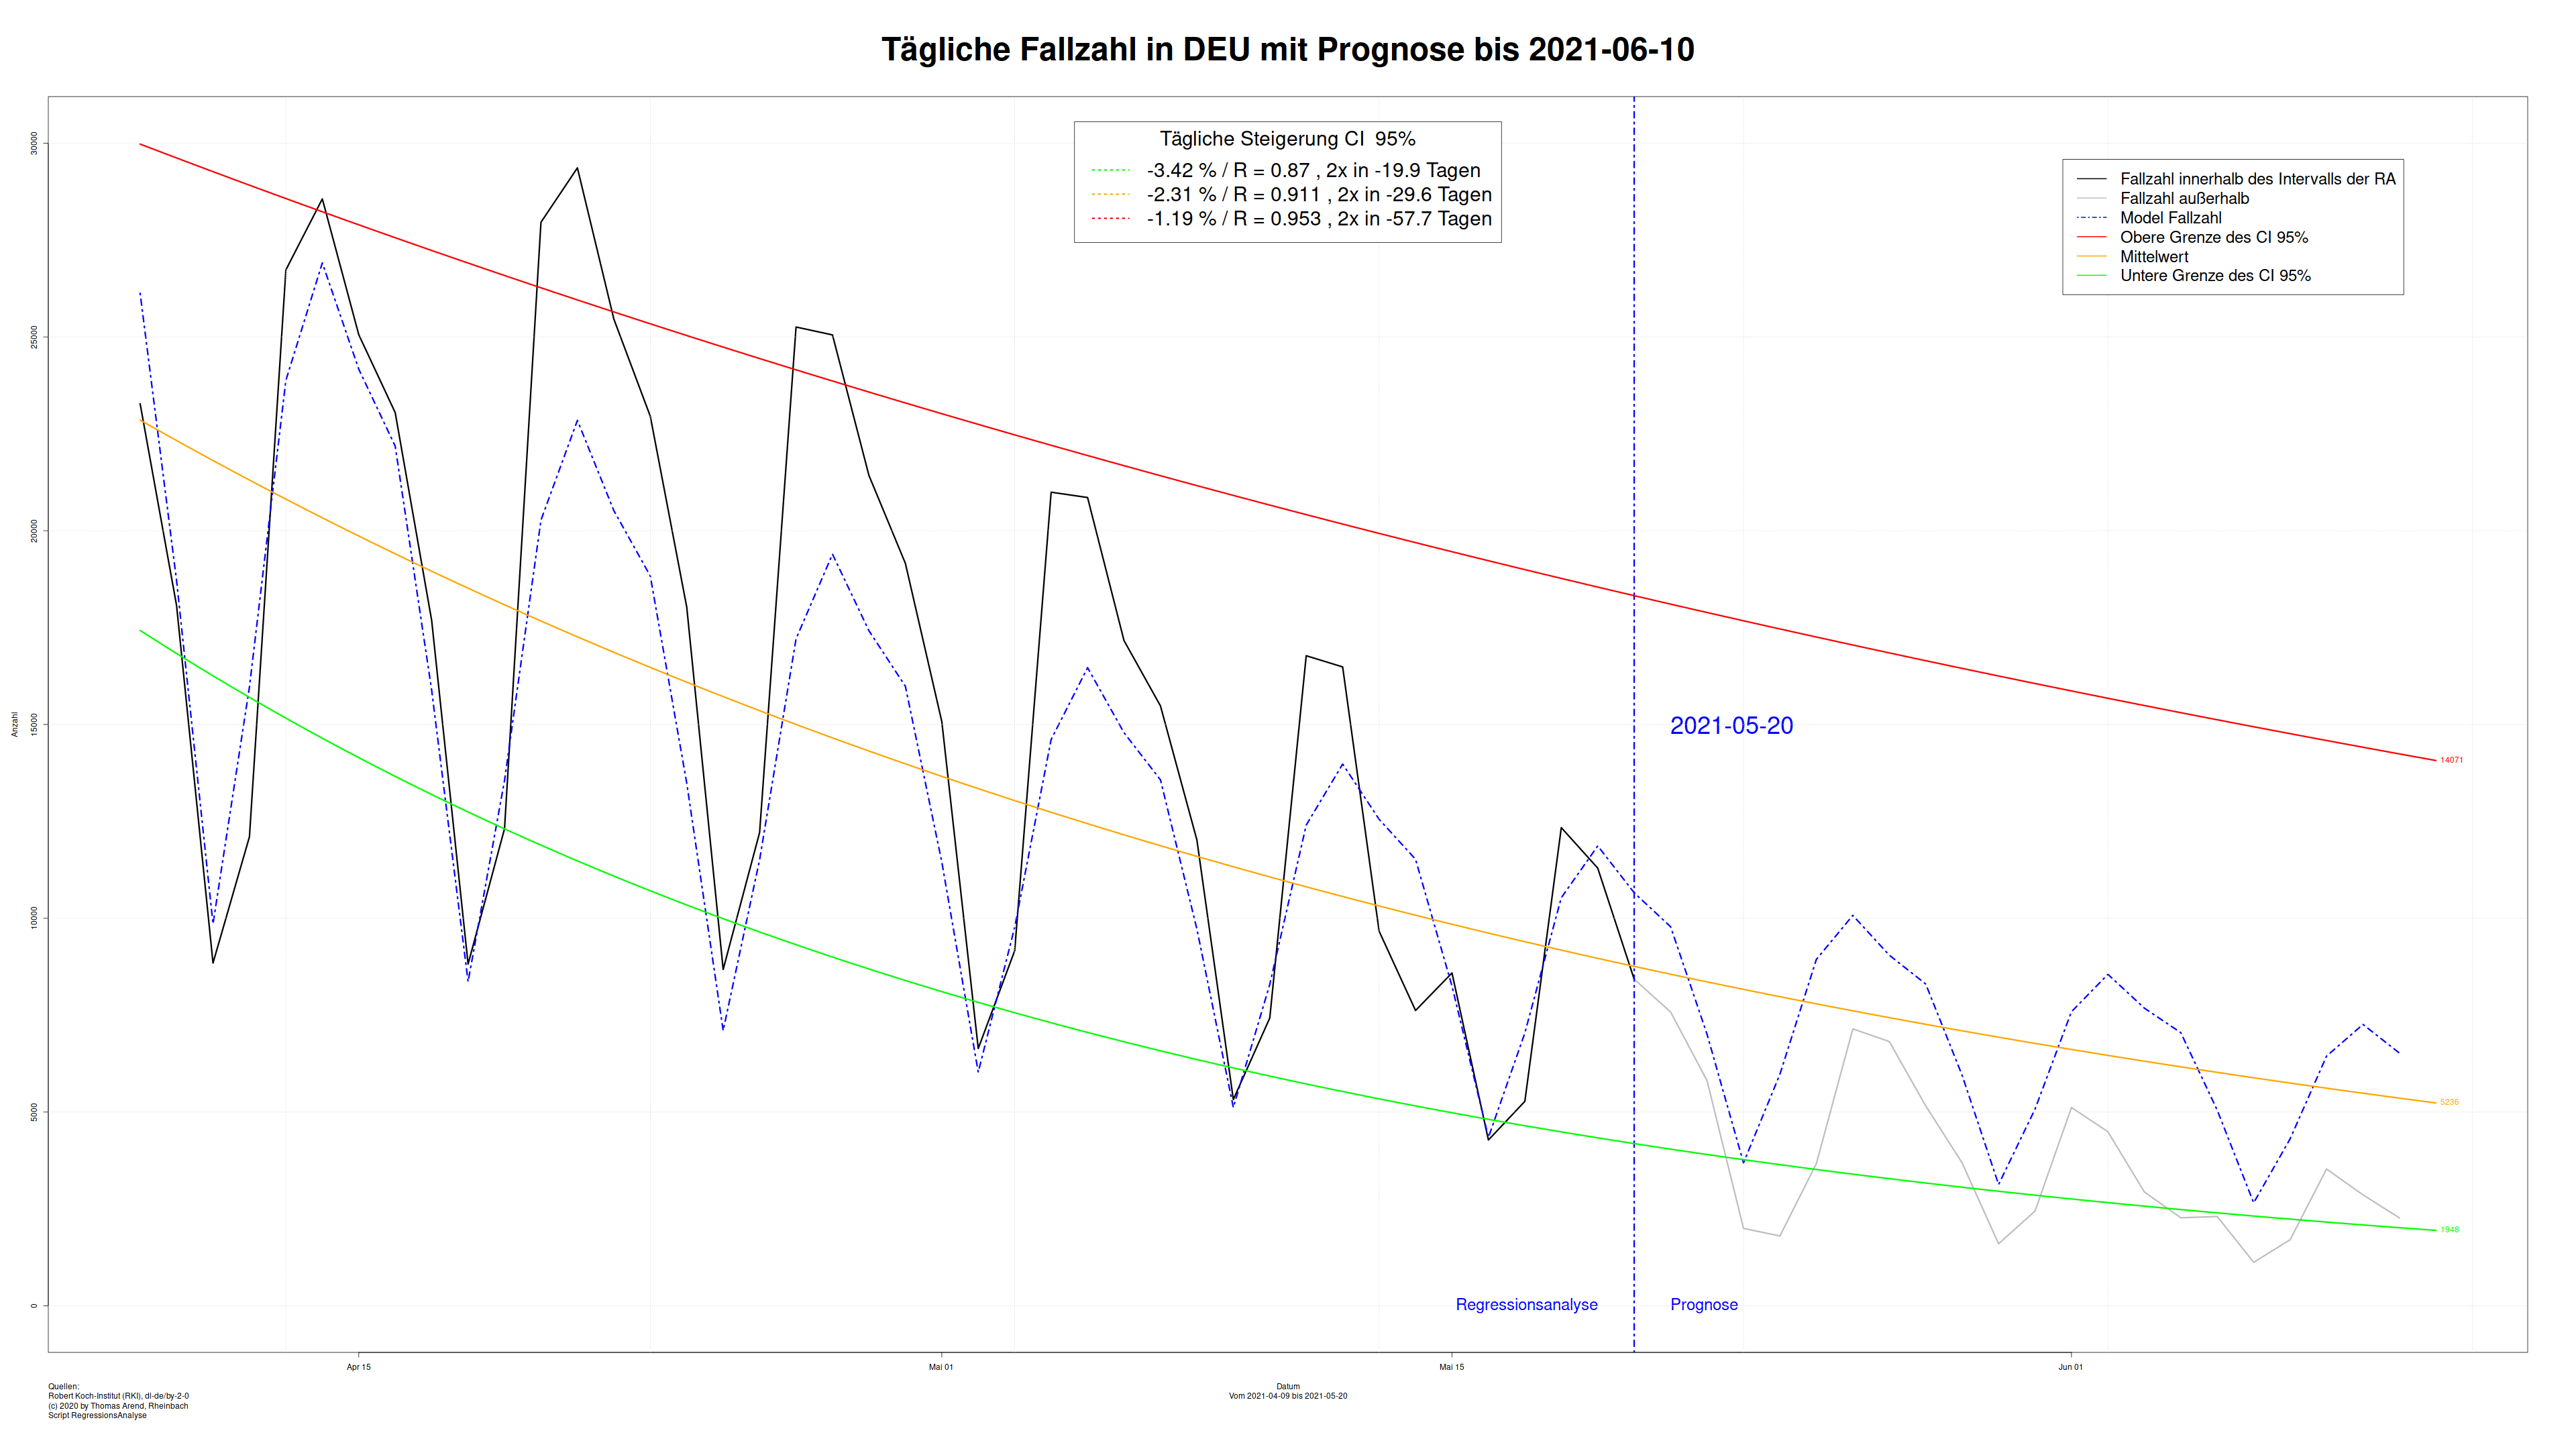 Tägliche Fallzahl in DEU mit Prognose bis 2021-06-10
Tägliche Steigerung CI  95%
-3.42 % / R = 0.87 , 2x in -19.9 Tagen
-2.31 % / R = 0.911 , 2x in -29.6 Tagen
-1.19 % / R = 0.953 , 2x in -57.7 Tagen
Fallzahl innerhalb des Intervalls der RA
Fallzahl außerhalb
Model Fallzahl
Obere Grenze des CI 95%
Mittelwert
Untere Grenze des CI 95%
30000
25000
20000
15000
10000
5000
0
Anzahl
2021-05-20
14071
5236
1948
Regressionsanalyse
Prognose
Apr 15
Mai 01
Mai 15
Jun 01
Datum
Vom 2021-04-09 bis 2021-05-20
Quellen:
Robert Koch-Institut (RKI), dl-de/by-2-0
(c) 2020 by Thomas Arend, Rheinbach
Script RegressionsAnalyse